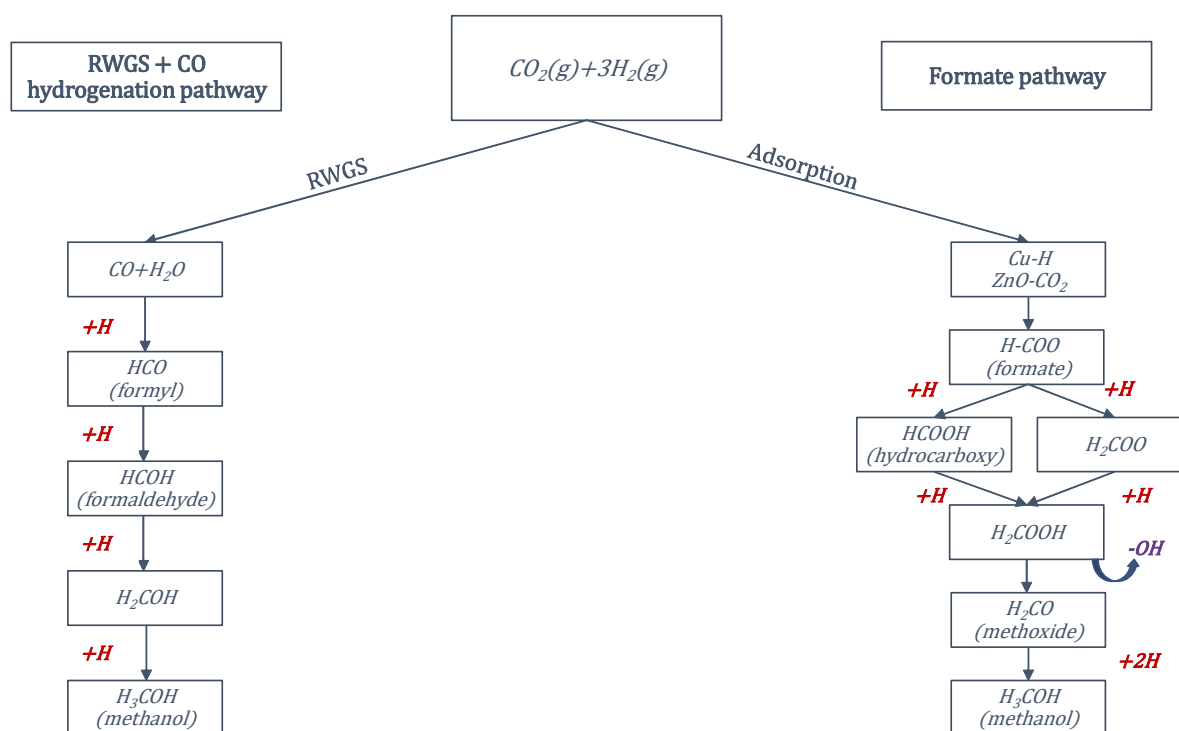 RWGS + CO
hydrogenation pathway
CO₂(g)+3H₂(g)
Formate pathway
RWGS
Adsorption
CO+H₂O
+H
HCO
(formyl)
+H
HCOH
(formaldehyde)
+H
H₂COH
+H
H₃COH
(methanol)
Cu-H
ZnO-CO₂
H-COO
(formate)
+H
+H
HCOOH
(hydrocarboxy)
H₂COO
+H
+H
H₂COOH
-OH
H₂CO
(methoxide)
+2H
H₃COH
(methanol)